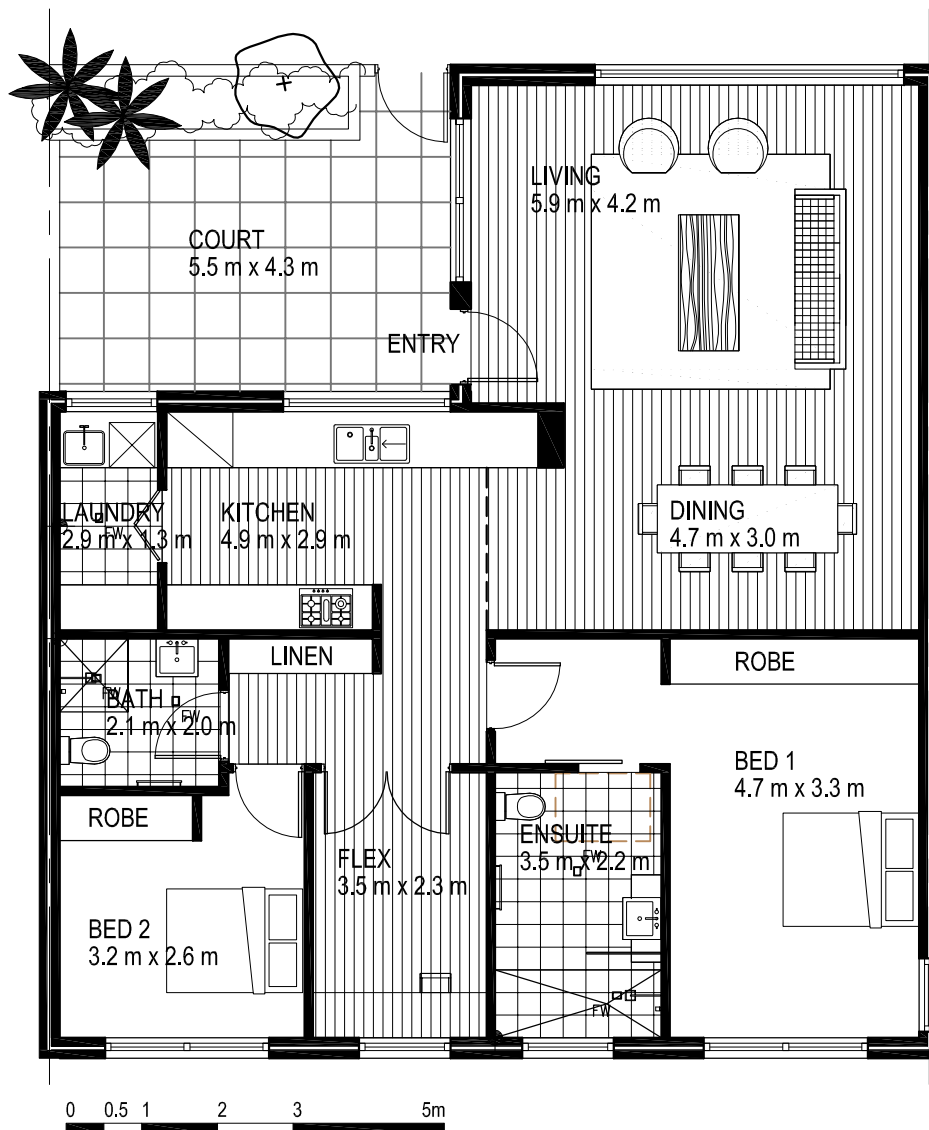 LIVING
5.9 m x 4.2 m
COURT
5.5 m x 4.3 m
ENTRY
LAUNDRY
2.9 m x 1.3 m
FW
KITCHEN
4.9 m x 2.9 m
DINING
4.7 m x 3.0 m
LINEN
ROBE
BATH
2.1 m x 2.0 m
FW
FW
BED 1
4.7 m x 3.3 m
ROBE
ENSUITE
3.5 m x 2.2 m
FW
FLEX
3.5 m x 2.3 m
BED 2
3.2 m x 2.6 m
FW
0 0.5 1 2 3 5m